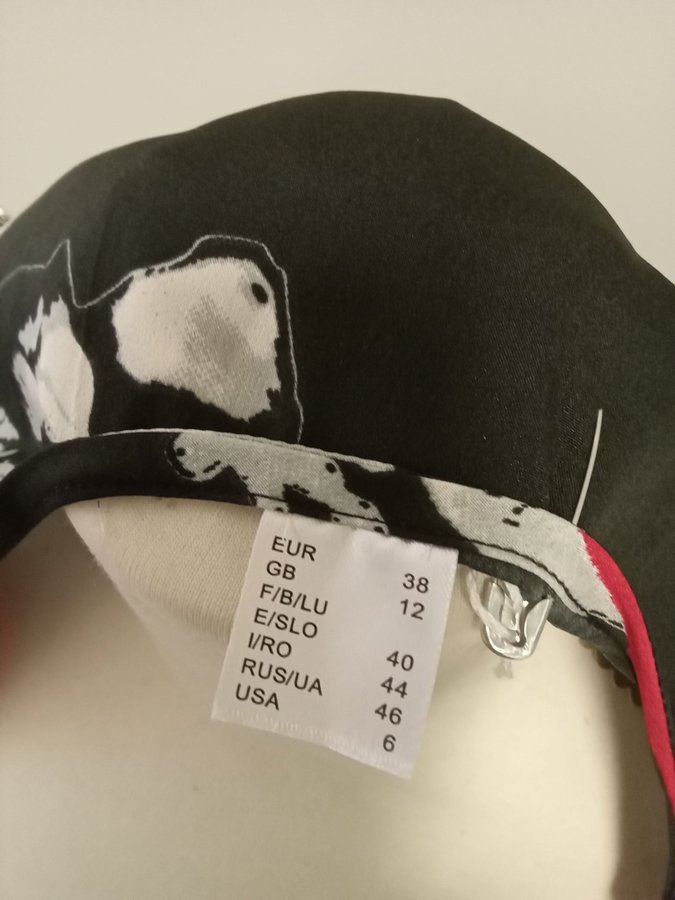 EUR 38
GB 12
F/B/LU
E/SLO 40
I/RO 44
RUS/UA 46
USA 6